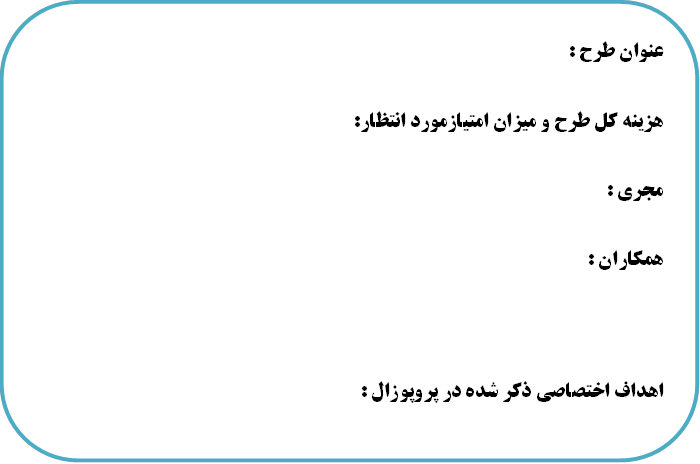 عنوان طرح :
هزینه کل طرح و میزان امتیازمورد انتظار:
مجری :
همکاران :
اهداف اختصاصی ذکر شده در پروپوزال :